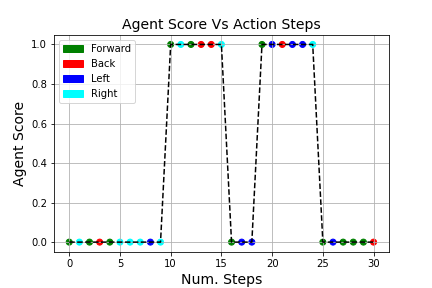 Agent Score Vs Action Steps
Forward
Back
Left
Right
1.0
0.8
0.6
0.4
0.2
0.0
Agent Score
0 5 10 15 20 25 30
Num. Steps